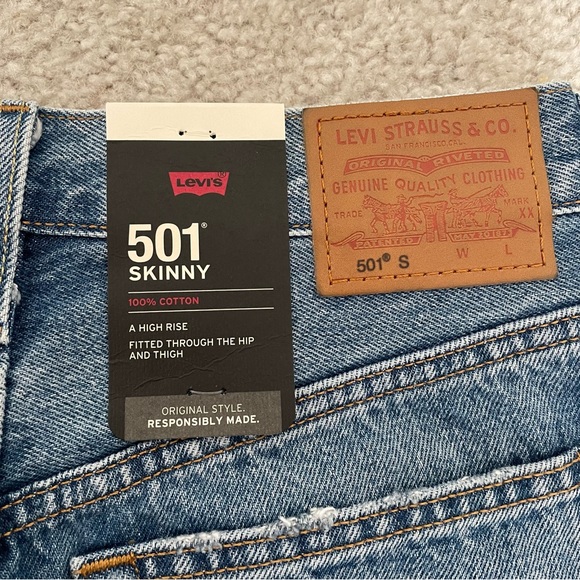 Levi's®
501®
SKINNY
100% COTTON
A HIGH RISE
FITTED THROUGH THE HIP
AND THIGH
ORIGINAL STYLE.
RESPONSIBLY MADE.
LEVI STRAUSS & CO.
SAN FRANCISCO, CAL.
ORIGINAL RIVETED
GENUINE QUALITY CLOTHING
TRADE MARK
XX
PATENTED MAY 20 1873
501® S W L